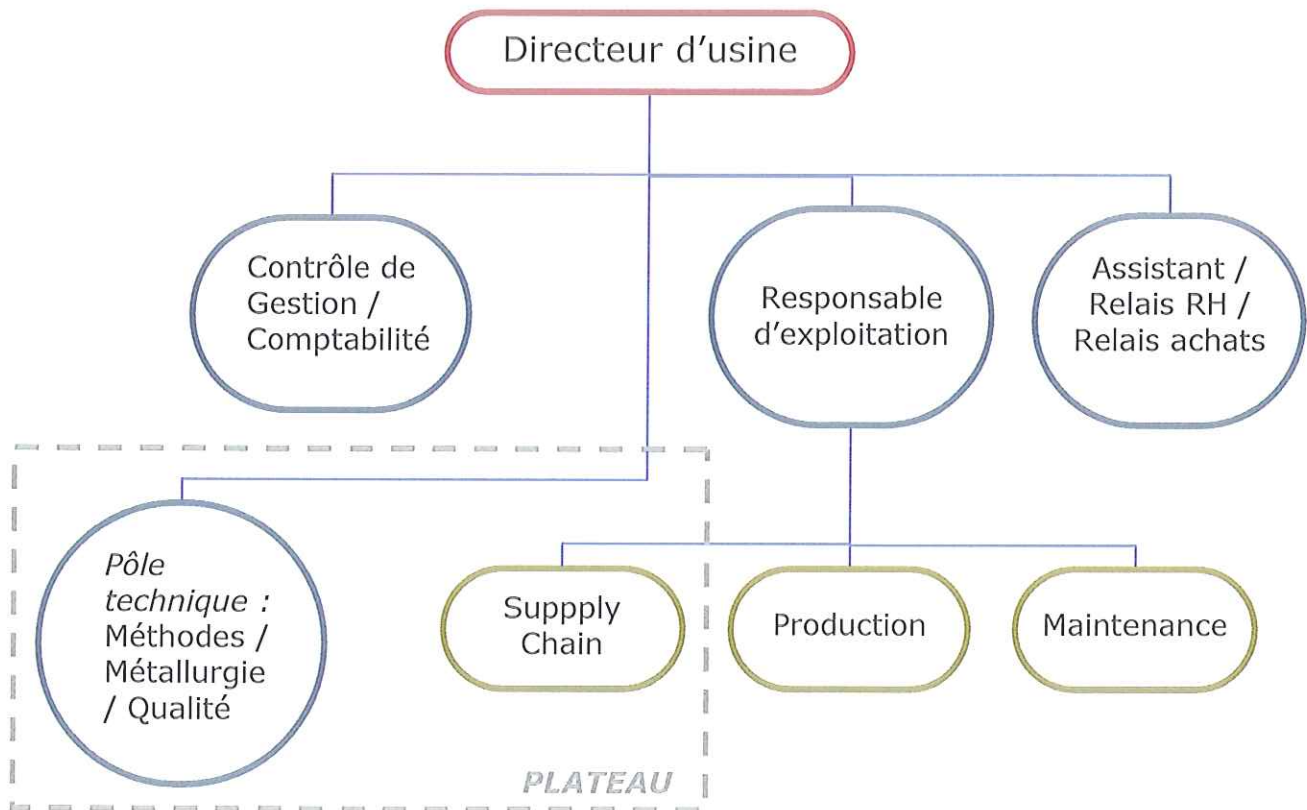 Directeur d'usine
Contrôle de
Gestion /
Comptabilité
Responsable
d'exploitation
Assistant /
Relais RH /
Relais achats
Pôle
technique :
Méthodes /
Métallurgie
/ Qualité
Suppply
Chain
Production
Maintenance
PLATEAU